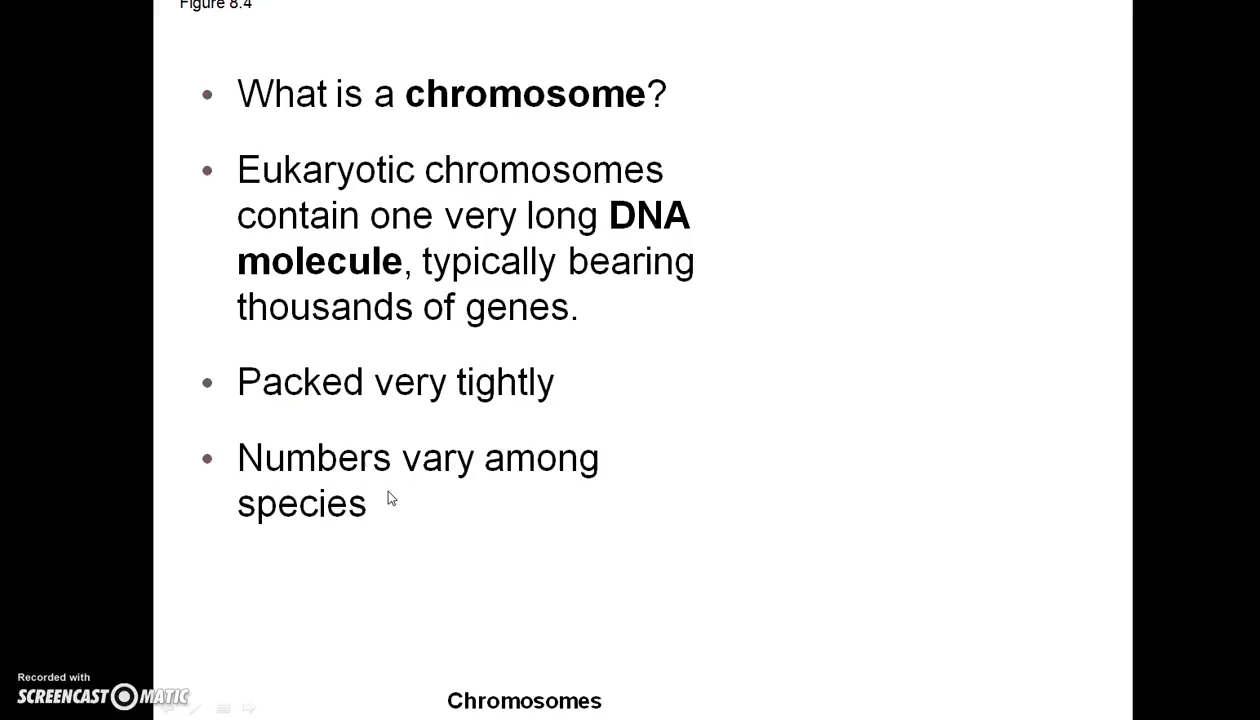 Figure 8.4
• What is a chromosome?
• Eukaryotic chromosomes
contain one very long DNA
molecule, typically bearing
thousands of genes.
• Packed very tightly
• Numbers vary among
species
Recorded with
SCREENCAST MATIC
Chromosomes